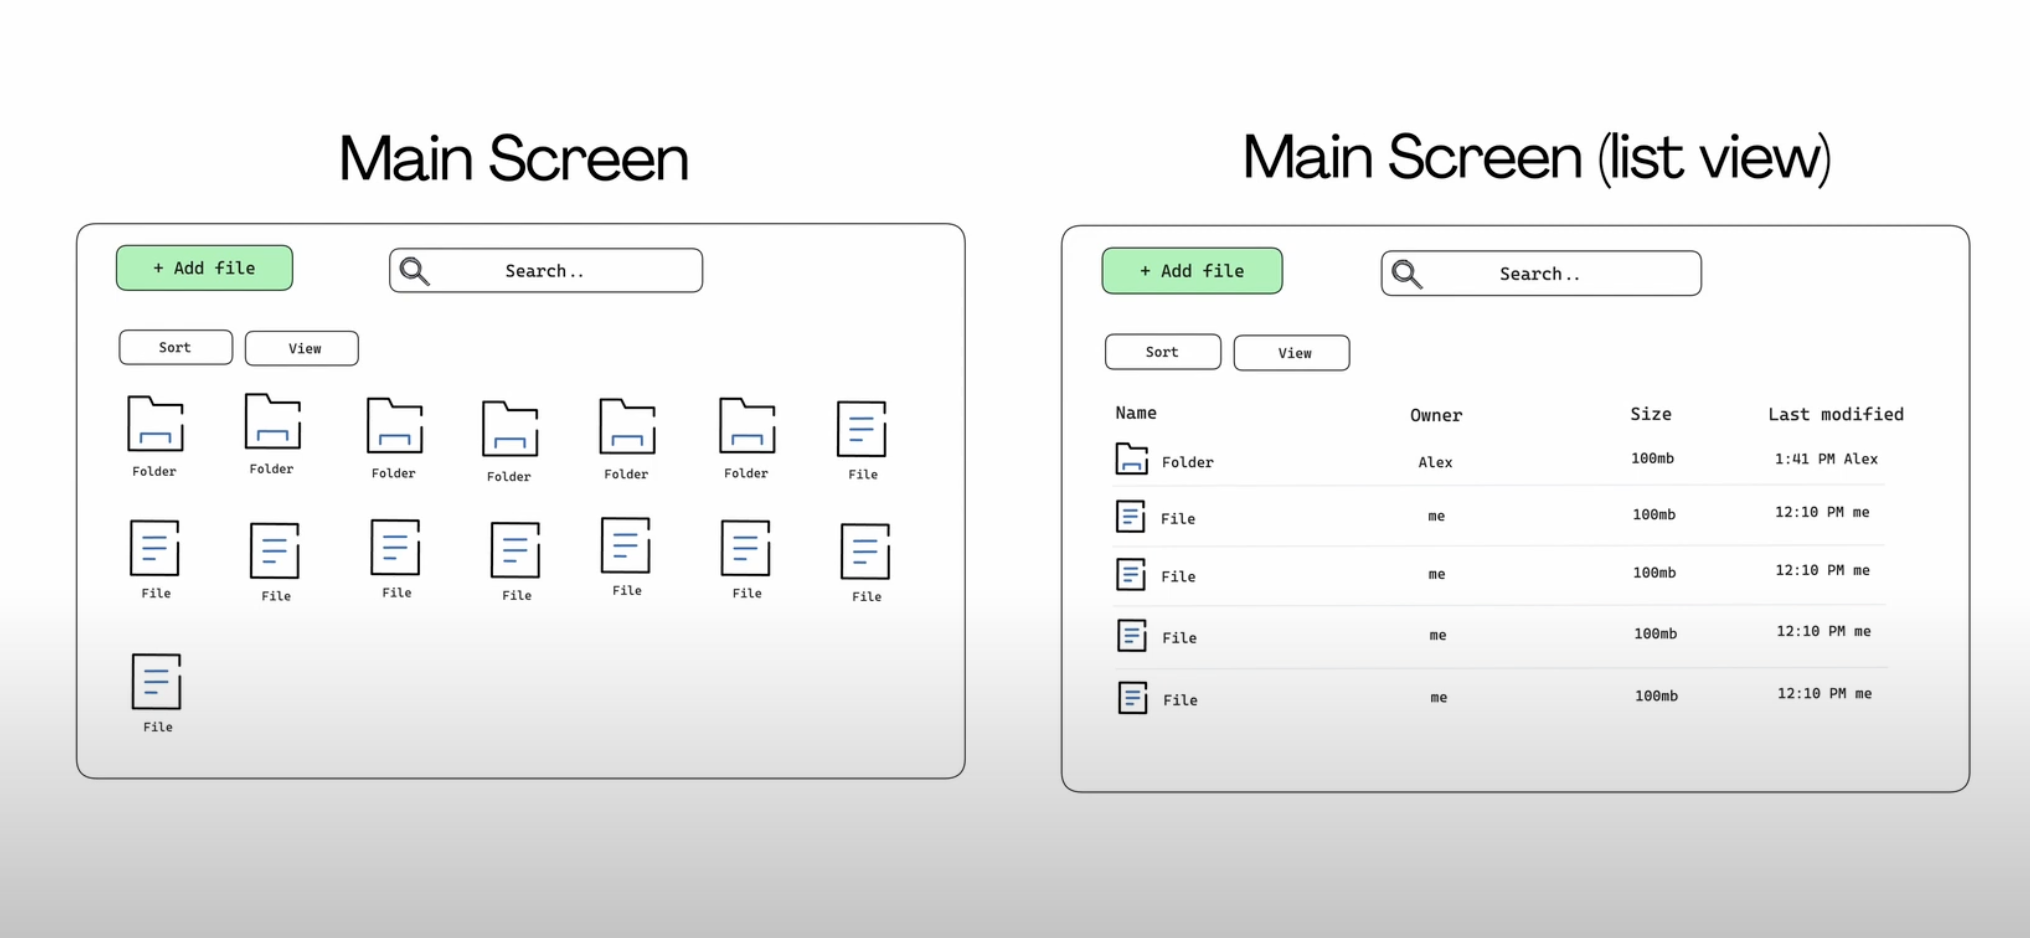 Main Screen
+ Add file
Search..
Sort View
Folder Folder Folder Folder Folder Folder File
File File File File File File File
File
Main Screen (list view)
+ Add file
Search..
Sort View
Name Owner Size Last modified
Folder Alex 100mb 1:41 PM Alex
File me 100mb 12:10 PM me
File me 100mb 12:10 PM me
File me 100mb 12:10 PM me
File me 100mb 12:10 PM me